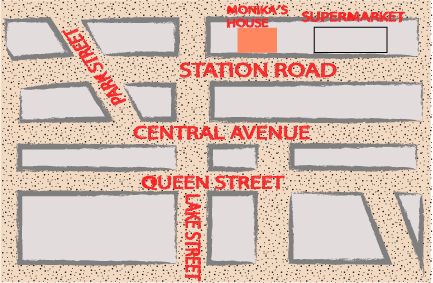 MONIKA'S
HOUSE
SUPERMARKET
PARK STREET
STATION ROAD
CENTRAL AVENUE
QUEEN STREET
LAKE STREET